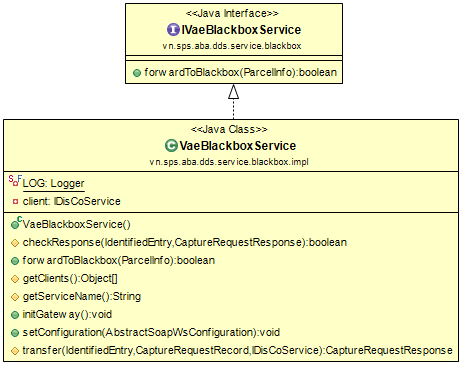 <<Java Interface>>
I IVaeBlackboxService
vn.sps.aba.dds.service.blackbox
forwardToBlackbox(ParcelInfo):boolean
<<Java Class>>
C VaeBlackboxService
vn.sps.aba.dds.service.blackbox.impl
S F LOG: Logger
client: IDisCoService
C VaeBlackboxService()
checkResponse(IdentifiedEntry,CaptureRequestResponse):boolean
forwardToBlackbox(ParcelInfo):boolean
getClients():Object[]
getServiceName():String
initGateway():void
setConfiguration(AbstractSoapWsConfiguration):void
transfer(IdentifiedEntry,CaptureRequestRecord,IDisCoService):CaptureRequestResponse